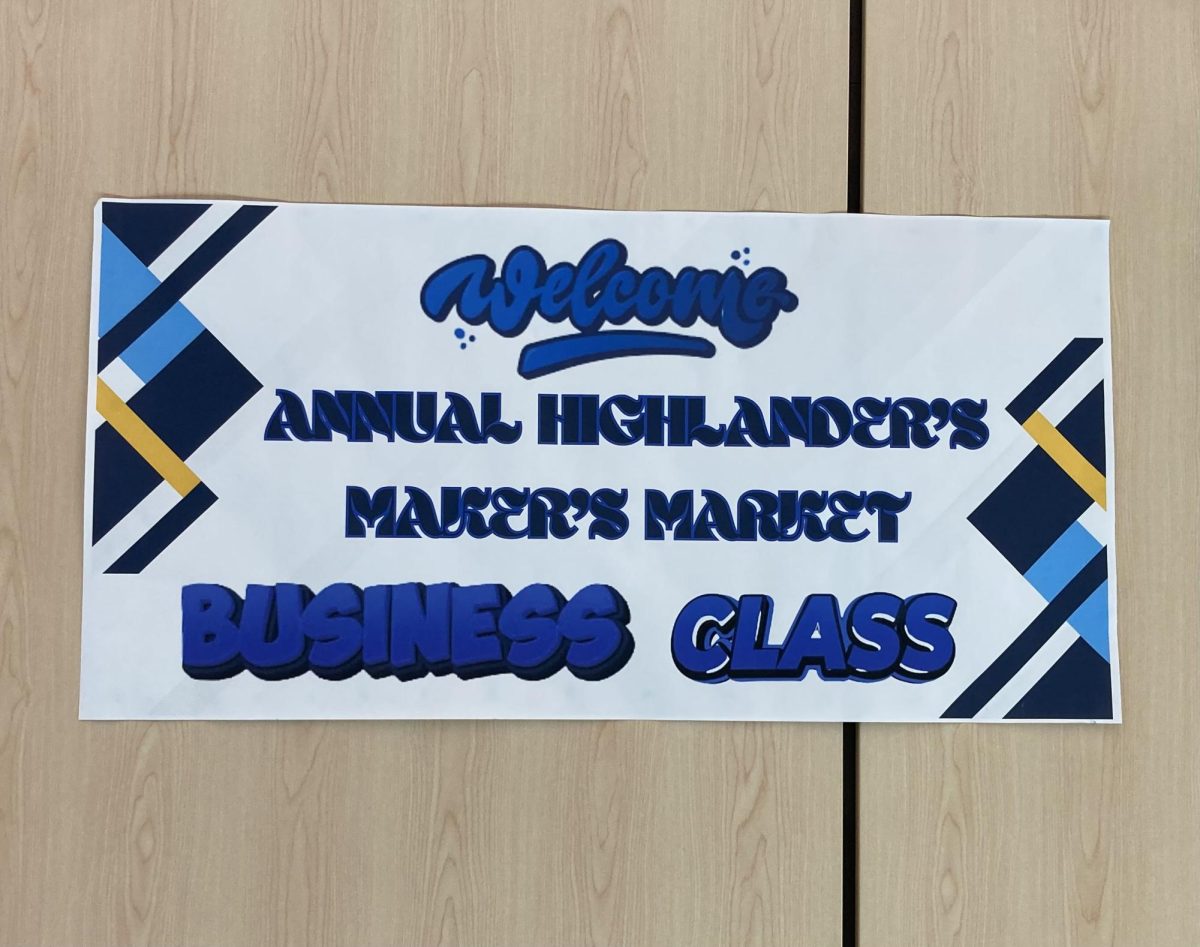 Welcome
ANNUAL HIGHLANDER'S
MAKER'S MARKET
BUSINESS CLASS